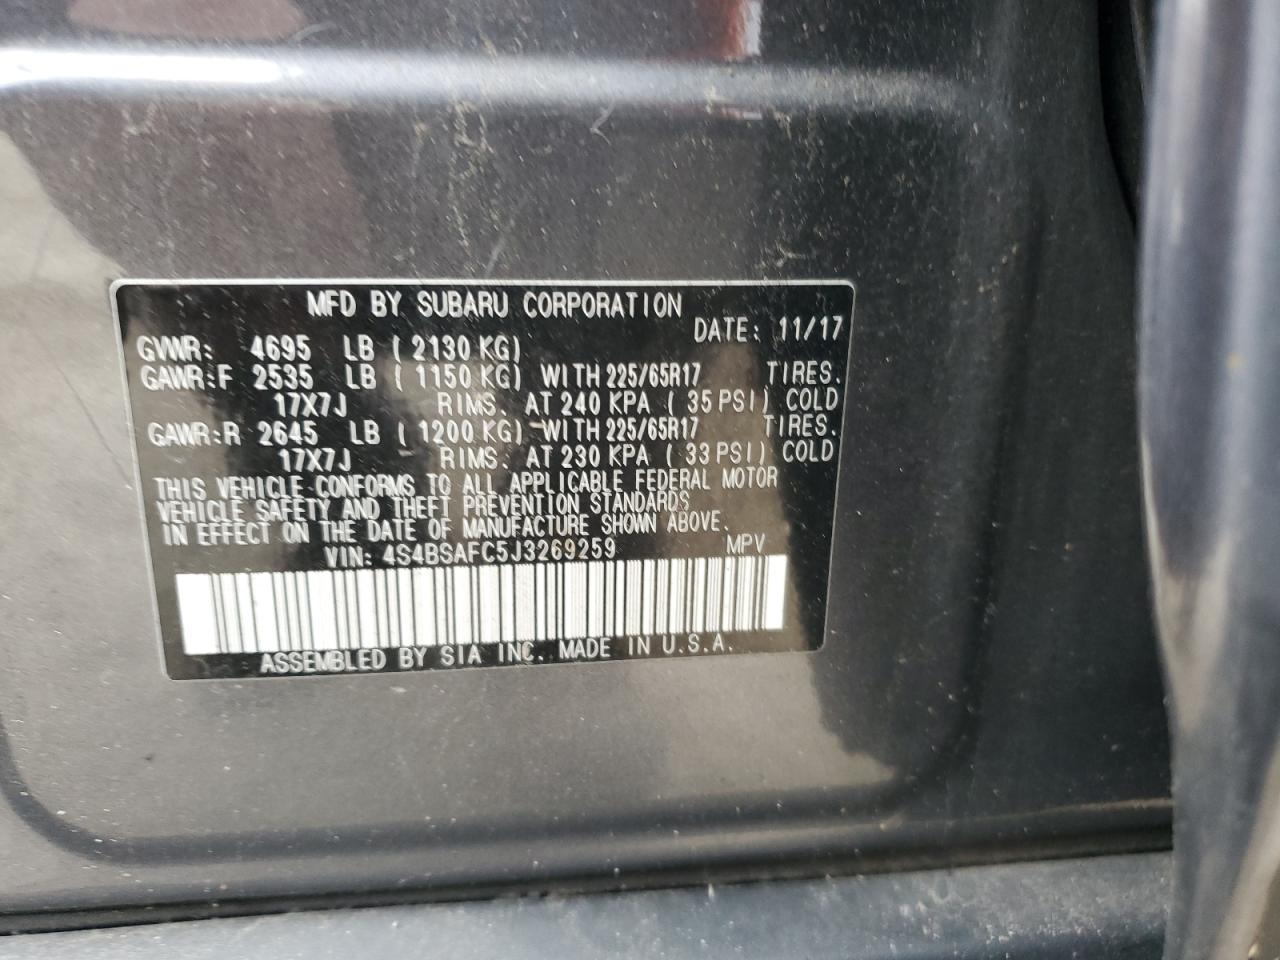 MFD BY SUBARU CORPORATION
DATE: 11/17
GVWR: 4695 LB ( 2130 KG)
GAWR:F 2535 LB ( 1150 KG) WITH 225/65R17 TIRES.
17X7J RIMS. AT 240 KPA ( 35 PSI) COLD
GAWR:R 2645 LB ( 1200 KG) WITH 225/65R17 TIRES.
17X7J RIMS. AT 230 KPA ( 33 PSI) COLD
THIS VEHICLE CONFORMS TO ALL APPLICABLE FEDERAL MOTOR
VEHICLE SAFETY AND THEFT PREVENTION STANDARDS
IN EFFECT ON THE DATE OF MANUFACTURE SHOWN ABOVE.
VIN: 4S4BSAFC5J3269259 MPV
ASSEMBLED BY SIA INC. MADE IN U.S.A.